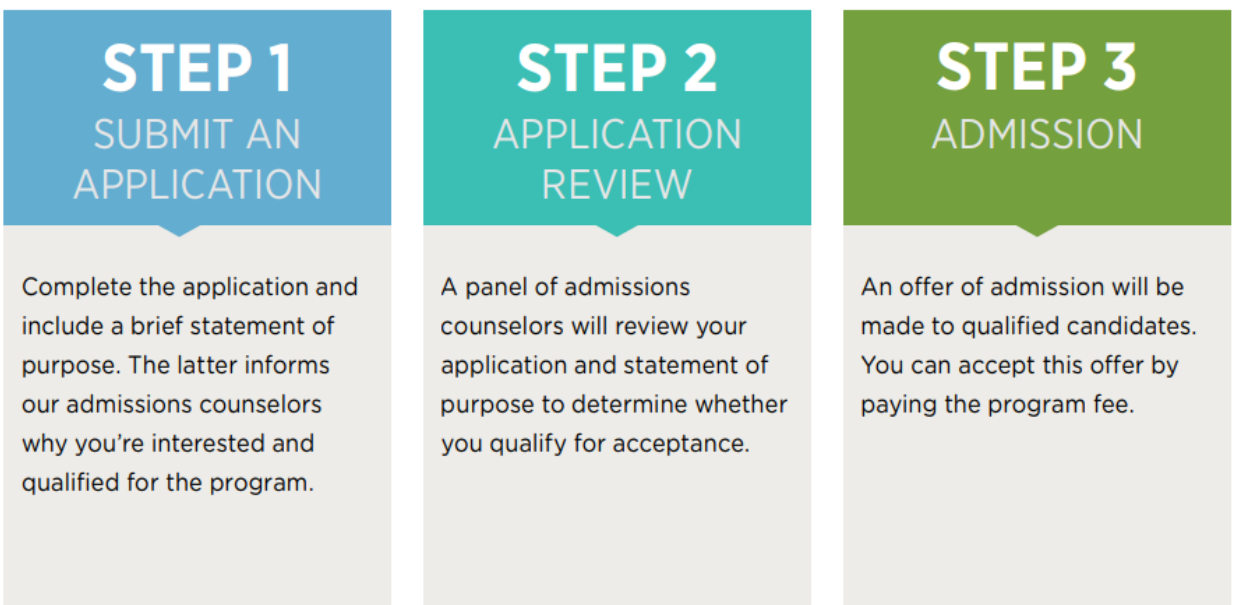 STEP 1
SUBMIT AN
APPLICATION
Complete the application and
include a brief statement of
purpose. The latter informs
our admissions counselors
why you’re interested and
qualified for the program.
STEP 2
APPLICATION
REVIEW
A panel of admissions
counselors will review your
application and statement of
purpose to determine whether
you qualify for acceptance.
STEP 3
ADMISSION
An offer of admission will be
made to qualified candidates.
You can accept this offer by
paying the program fee.